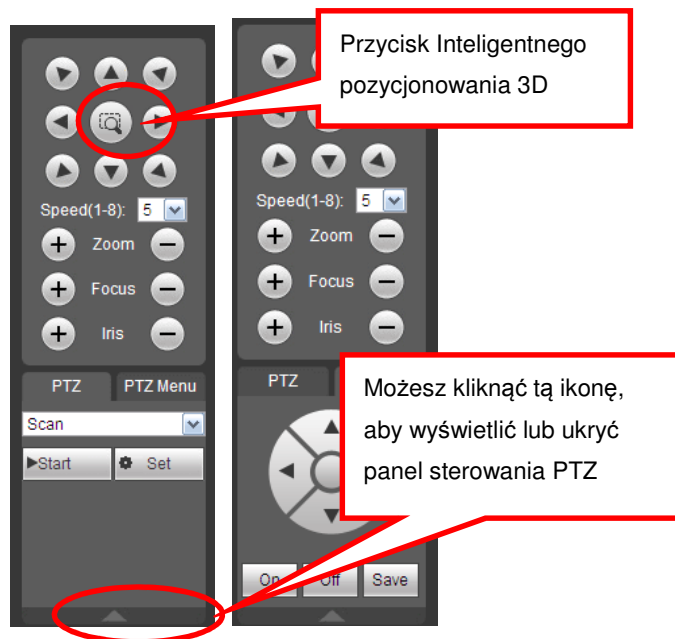 Przycisk Inteligentnego
pozycjonowania 3D
Speed(1-8): 5
Zoom
Focus
Iris
PTZ PTZ Menu
Scan
Start Set
Speed(1-8): 5
Zoom
Focus
Iris
PTZ
On Off Save
Możesz kliknąć tą ikonę,
aby wyświetlić lub ukryć
panel sterowania PTZ